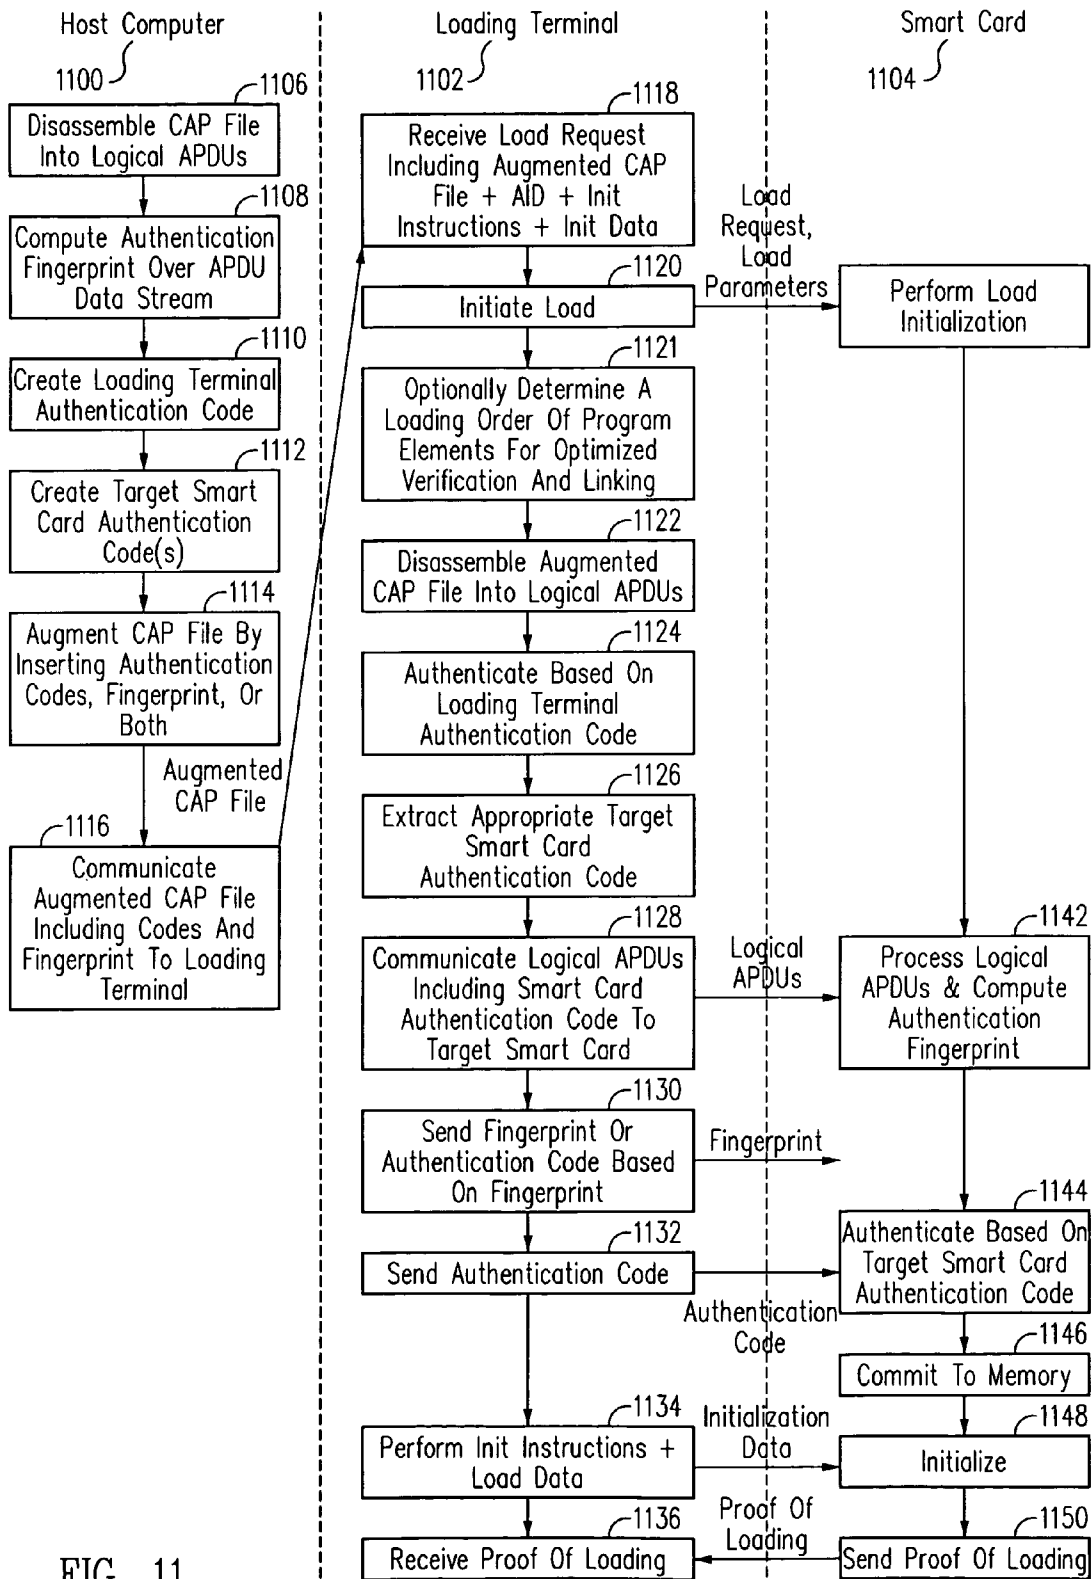 Host Computer
1100
1106
Disassemble CAP File
Into Logical APDUs
1108
Compute Authentication
Fingerprint Over APDU
Data Stream
1110
Create Loading Terminal
Authentication Code
1112
Create Target Smart
Card Authentication
Code(s)
1114
Augment CAP File By
Inserting Authentication
Codes, Fingerprint, Or
Both
Augmented
CAP File
1116
Communicate
Augmented CAP File
Including Codes And
Fingerprint To Loading
Terminal
Loading Terminal
1102
1118
Receive Load Request
Including Augmented CAP
File + AID + Init
Instructions + Init Data
1120
Initiate Load
Load
Request,
Load
Parameters
1121
Optionally Determine A
Loading Order Of Program
Elements For Optimized
Verification And Linking
1122
Disassemble Augmented
CAP File Into Logical APDUs
1124
Authenticate Based On
Loading Terminal
Authentication Code
1126
Extract Appropriate Target
Smart Card
Authentication Code
1128
Communicate Logical APDUs
Including Smart Card
Authentication Code To
Target Smart Card
Logical
APDUs
1130
Send Fingerprint Or
Authentication Code Based
On Fingerprint
Fingerprint
1132
Send Authentication Code
Authentication
Code
1134
Perform Init Instructions +
Load Data
Initialization
Data
1136
Receive Proof Of Loading
Proof Of
Loading
Smart Card
1104
Perform Load
Initialization
1142
Process Logical
APDUs & Compute
Authentication
Fingerprint
1144
Authenticate Based On
Target Smart Card
Authentication Code
1146
Commit To Memory
1148
Initialize
1150
Send Proof Of Loading
FIG. 11